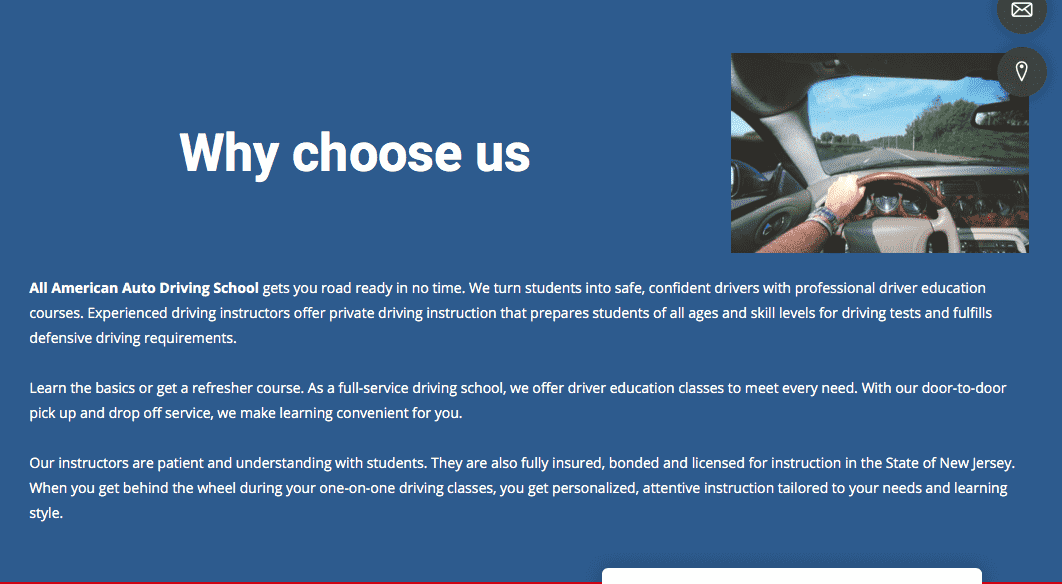 Why choose us
All American Auto Driving School gets you road ready in no time. We turn students into safe, confident drivers with professional driver education
courses. Experienced driving instructors offer private driving instruction that prepares students of all ages and skill levels for driving tests and fulfills
defensive driving requirements.
Learn the basics or get a refresher course. As a full-service driving school, we offer driver education classes to meet every need. With our door-to-door
pick up and drop off service, we make learning convenient for you.
Our instructors are patient and understanding with students. They are also fully insured, bonded and licensed for instruction in the State of New Jersey.
When you get behind the wheel during your one-on-one driving classes, you get personalized, attentive instruction tailored to your needs and learning
style.